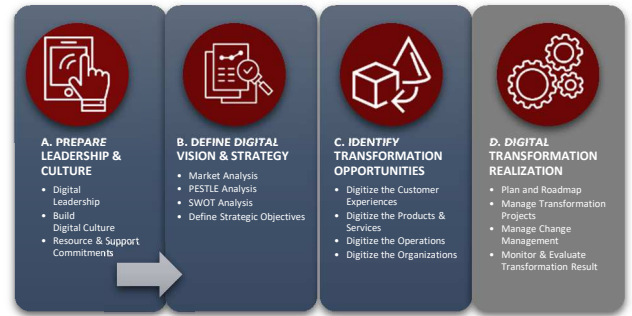 A. PREPARE
LEADERSHIP &
CULTURE
• Digital
Leadership
• Build
Digital Culture
• Resource & Support
Commitments
B. DEFINE DIGITAL
VISION & STRATEGY
• Market Analysis
• PESTLE Analysis
• SWOT Analysis
• Define Strategic Objectives
C. IDENTIFY
TRANSFORMATION
OPPORTUNITIES
• Digitize the Customer
Experiences
• Digitize the Products &
Services
• Digitize the Operations
• Digitize the Organizations
D. DIGITAL
TRANSFORMATION
REALIZATION
• Plan and Roadmap
• Manage Transformation
Projects
• Manage Change
Management
• Monitor & Evaluate
Transformation Result